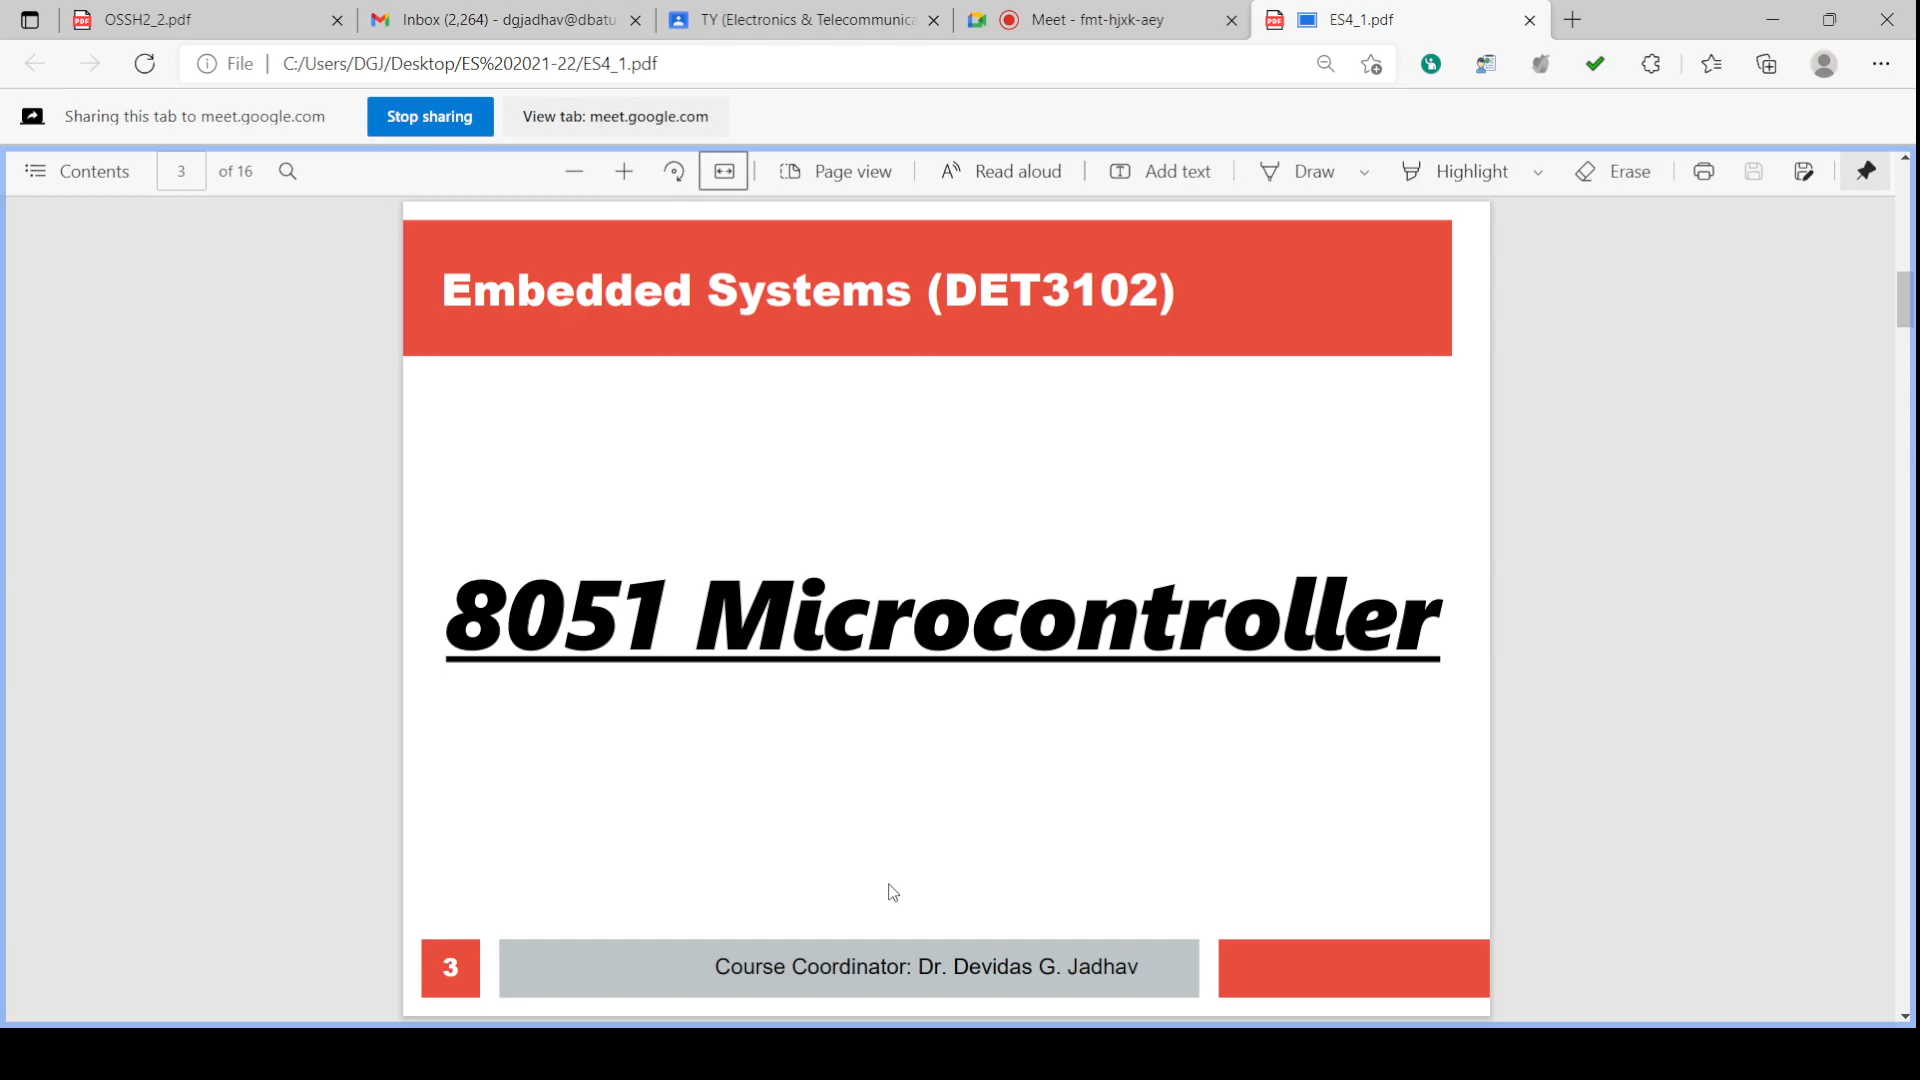 OSSH2_2.pdf
Inbox (2,264) - dgjadhav@dbatu
TY (Electronics & Telecommunica
Meet - fmt-hjxk-aey
ES4_1.pdf
File
C:/Users/DGJ/Desktop/ES%202021-22/ES4_1.pdf
Sharing this tab to meet.google.com
Stop sharing
View tab: meet.google.com
Contents
3
of 16
Page view
Read aloud
Add text
Draw
Highlight
Erase
Embedded Systems (DET3102)
8051 Microcontroller
3
Course Coordinator: Dr. Devidas G. Jadhav